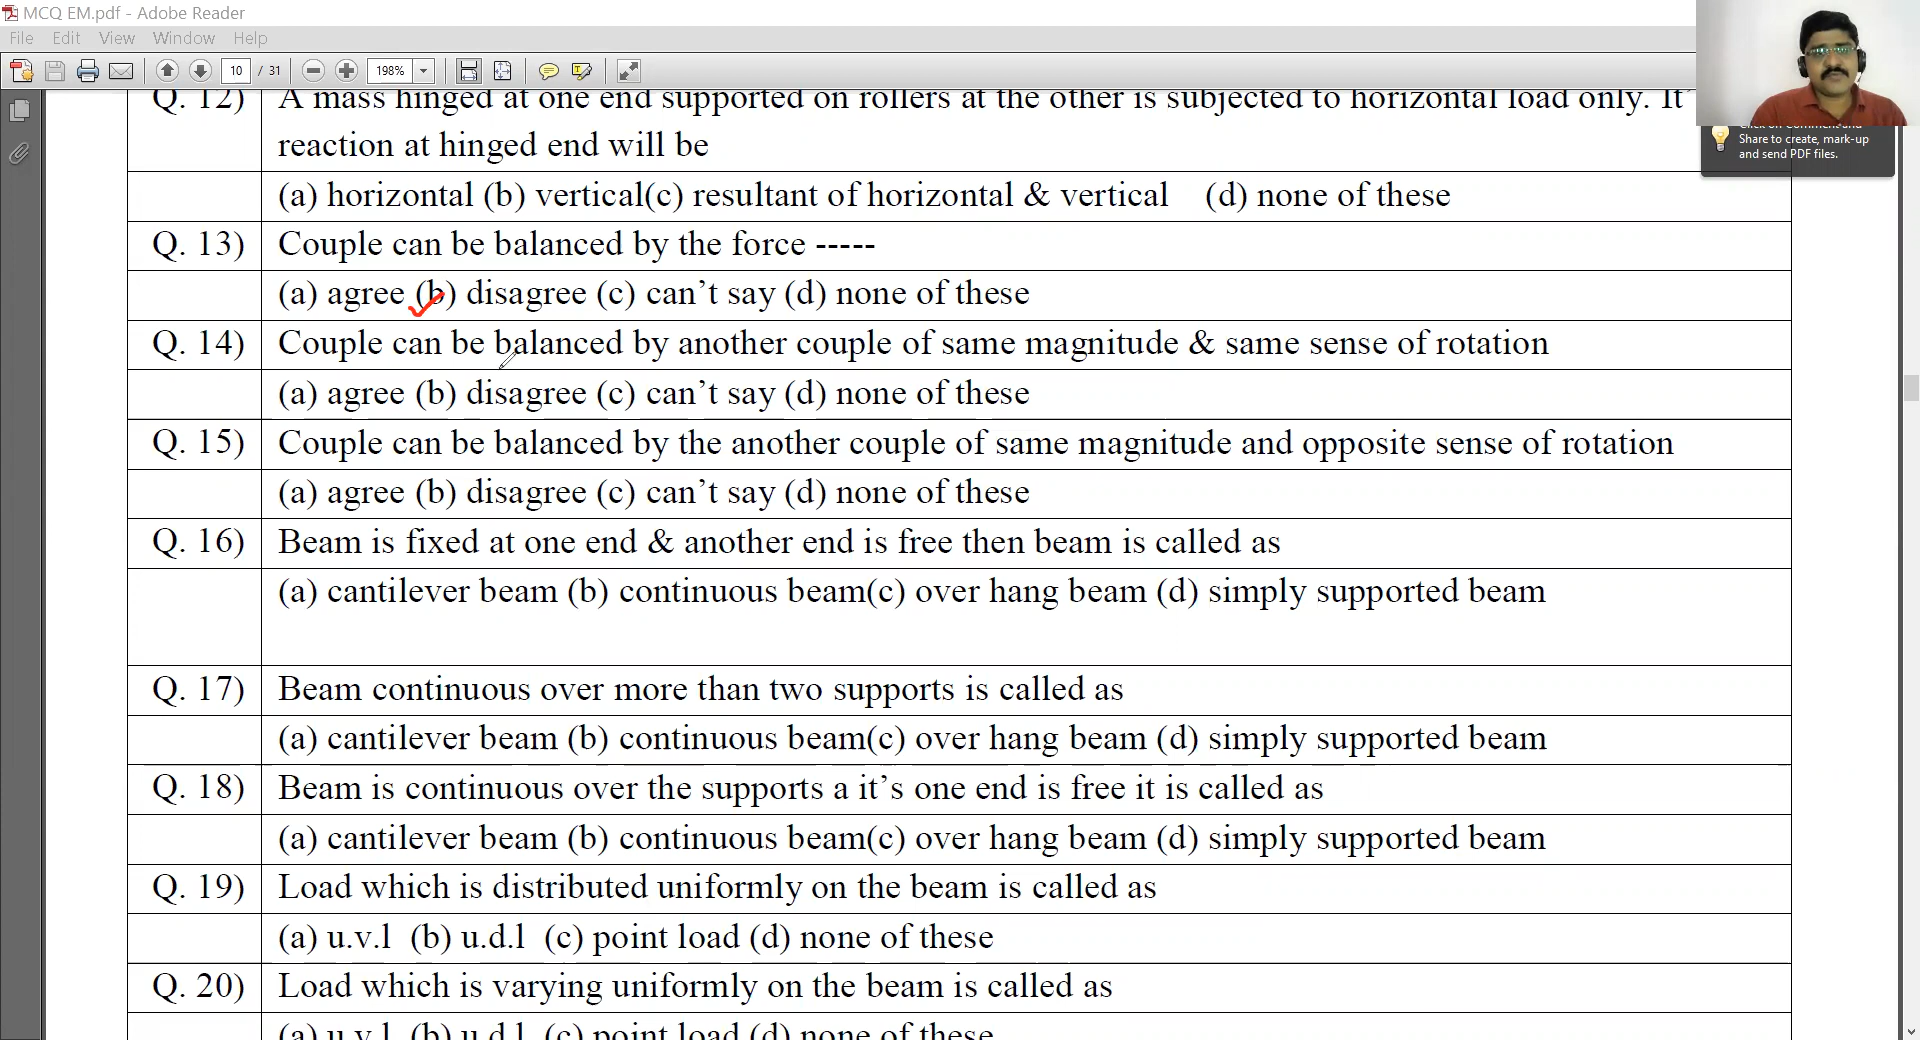 MCQ EM.pdf - Adobe Reader
File Edit View Window Help
10 / 31 198%
Share to create, mark-up
and send PDF files.
Q. 12) A mass hinged at one end supported on rollers at the other is subjected to horizontal load only. It'
reaction at hinged end will be
(a) horizontal (b) vertical(c) resultant of horizontal & vertical (d) none of these
Q. 13) Couple can be balanced by the force -----
(a) agree (b) disagree (c) can't say (d) none of these
Q. 14) Couple can be balanced by another couple of same magnitude & same sense of rotation
(a) agree (b) disagree (c) can't say (d) none of these
Q. 15) Couple can be balanced by the another couple of same magnitude and opposite sense of rotation
(a) agree (b) disagree (c) can't say (d) none of these
Q. 16) Beam is fixed at one end & another end is free then beam is called as
(a) cantilever beam (b) continuous beam(c) over hang beam (d) simply supported beam
Q. 17) Beam continuous over more than two supports is called as
(a) cantilever beam (b) continuous beam(c) over hang beam (d) simply supported beam
Q. 18) Beam is continuous over the supports a it's one end is free it is called as
(a) cantilever beam (b) continuous beam(c) over hang beam (d) simply supported beam
Q. 19) Load which is distributed uniformly on the beam is called as
(a) u.v.l (b) u.d.l (c) point load (d) none of these
Q. 20) Load which is varying uniformly on the beam is called as
(a) u.v.l (b) u.d.l (c) point load (d) none of these